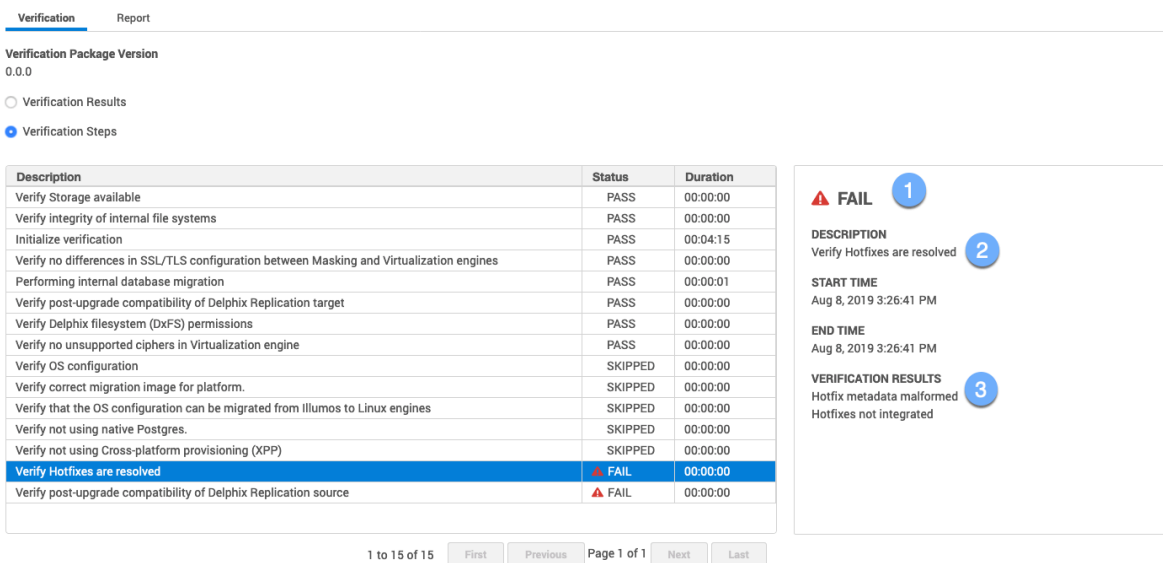 Verification Report
Verification Package Version
0.0.0
Verification Results
Verification Steps
Description Status Duration
Verify Storage available PASS 00:00:00
Verify integrity of internal file systems PASS 00:00:00
Initialize verification PASS 00:04:15
Verify no differences in SSL/TLS configuration between Masking and Virtualization engines PASS 00:00:00
Performing internal database migration PASS 00:00:01
Verify post-upgrade compatibility of Delphix Replication target PASS 00:00:00
Verify Delphix filesystem (DxFS) permissions PASS 00:00:00
Verify no unsupported ciphers in Virtualization engine PASS 00:00:00
Verify OS configuration SKIPPED 00:00:00
Verify correct migration image for platform. SKIPPED 00:00:00
Verify that the OS configuration can be migrated from Illumos to Linux engines SKIPPED 00:00:00
Verify not using native Postgres. SKIPPED 00:00:00
Verify not using Cross-platform provisioning (XPP) SKIPPED 00:00:00
Verify Hotfixes are resolved FAIL 00:00:00
Verify post-upgrade compatibility of Delphix Replication source FAIL 00:00:00
1 to 15 of 15 First Previous Page 1 of 1 Next Last
FAIL 1
DESCRIPTION
Verify Hotfixes are resolved 2
START TIME
Aug 8, 2019 3:26:41 PM
END TIME
Aug 8, 2019 3:26:41 PM
VERIFICATION RESULTS
Hotfix metadata malformed 3
Hotfixes not integrated